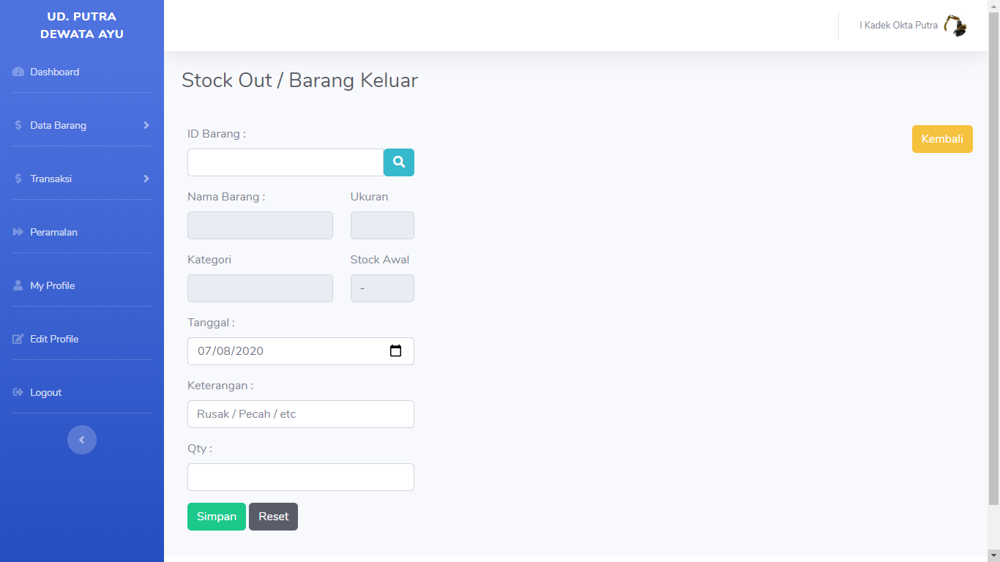 UD. PUTRA
DEWATA AYU
Dashboard
Data Barang
Transaksi
Peramalan
My Profile
Edit Profile
Logout
I Kadek Okta Putra
Stock Out / Barang Keluar
Kembali
ID Barang :
Nama Barang : Ukuran
Kategori Stock Awal
-
Tanggal :
07/08/2020
Keterangan :
Rusak / Pecah / etc
Qty :
Simpan Reset